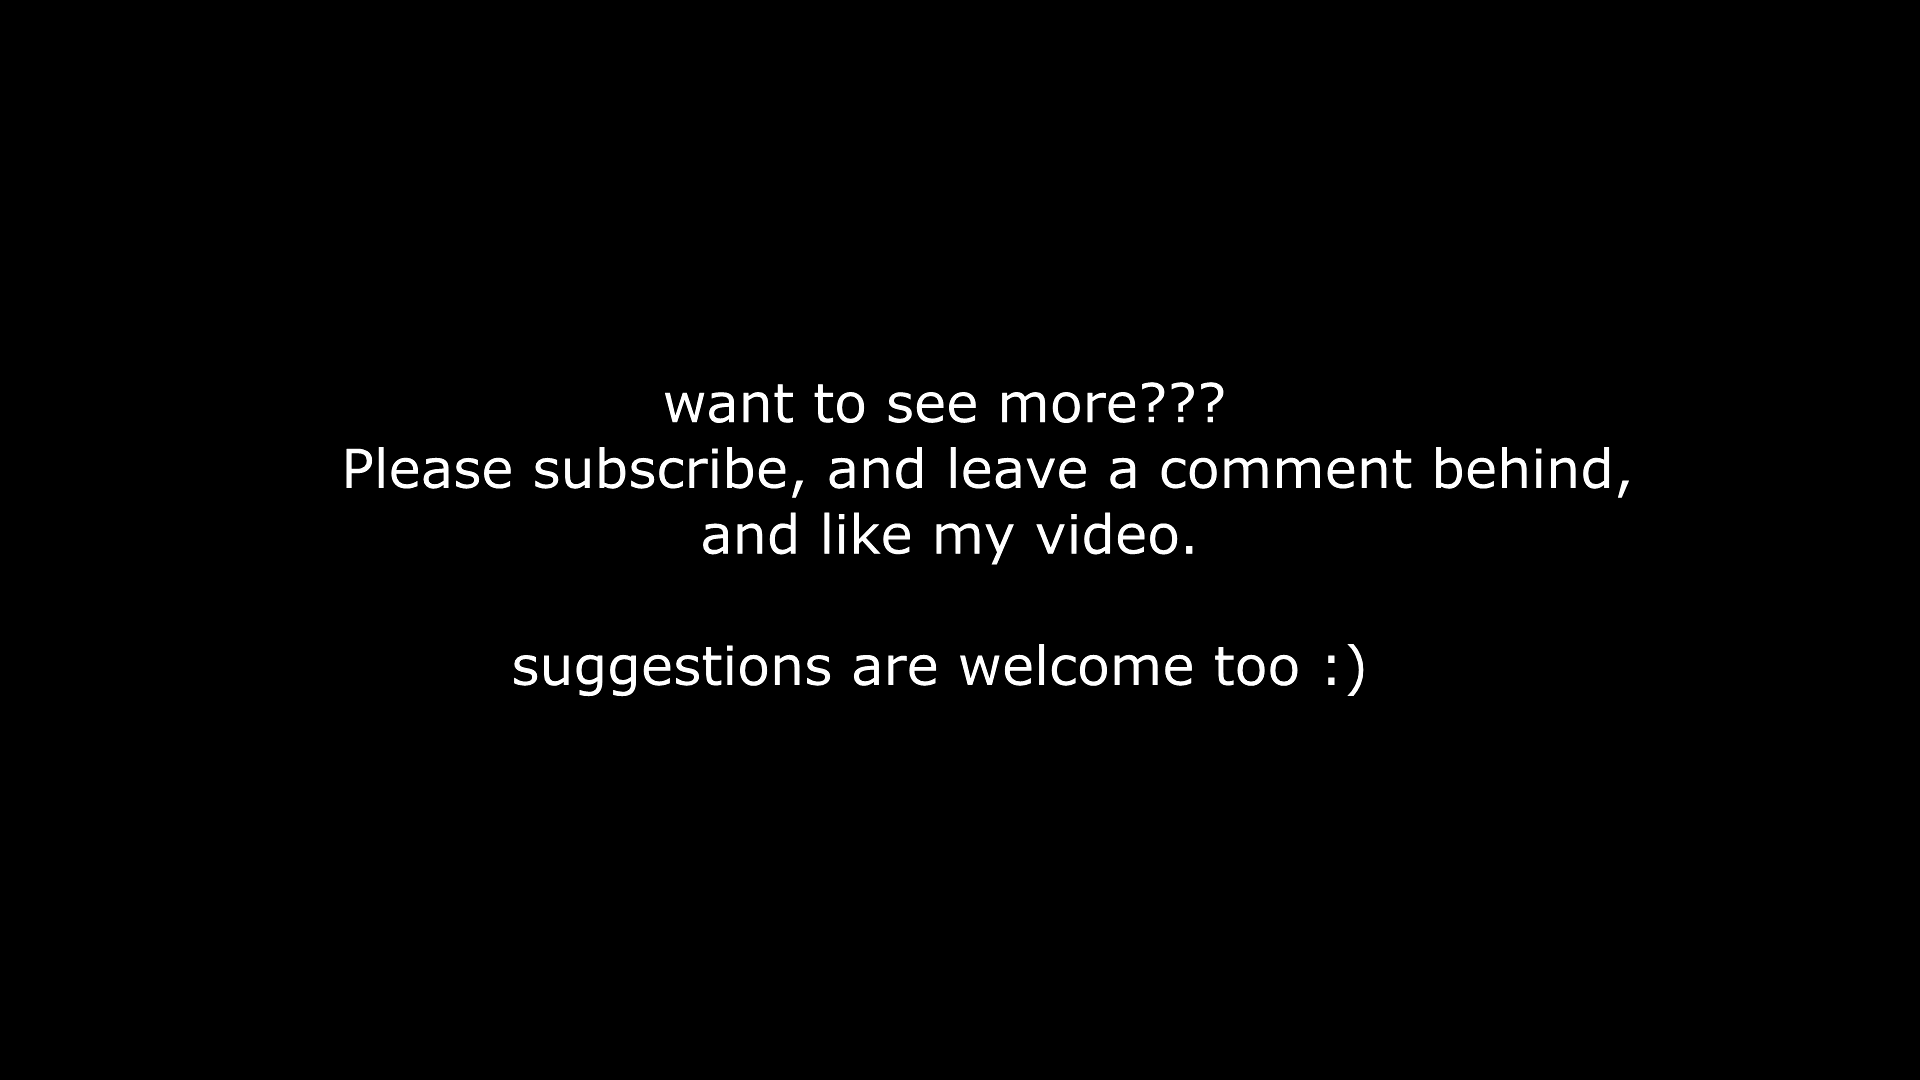 want to see more???
Please subscribe, and leave a comment behind,
and like my video.
suggestions are welcome too :)